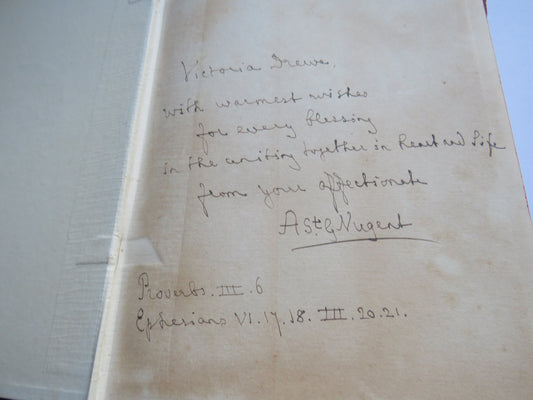 Victoria Drewe,
with warmest wishes
for every blessing
in the uniting together in heart and life
from your affectionate
A St G Nugent
Proverbs. III. 6
Ephesians VI. 17. 18. III. 20. 21.